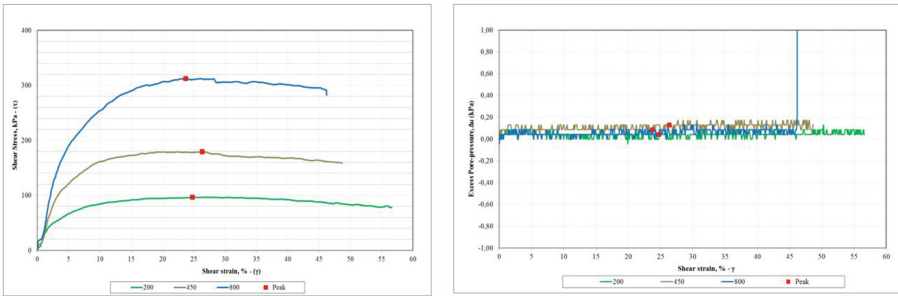 400
300
200
100
0
Shear Stress, kPa - (τ)
0 5 10 15 20 25 30 35 40 45 50 55 60
Shear strain, % - (γ)
200 450 800 Peak
1,00
0,80
0,60
0,40
0,20
0,00
-0,20
-0,40
-0,60
-0,80
-1,00
Excess Pore-pressure, Δu (kPa)
0 5 10 15 20 25 30 35 40 45 50 55 60
Shear strain, % - γ
200 450 800 Peak